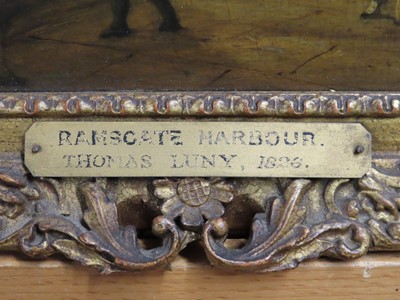 RAMSGATE HARBOUR.
THOMAS LUNY, 1836.